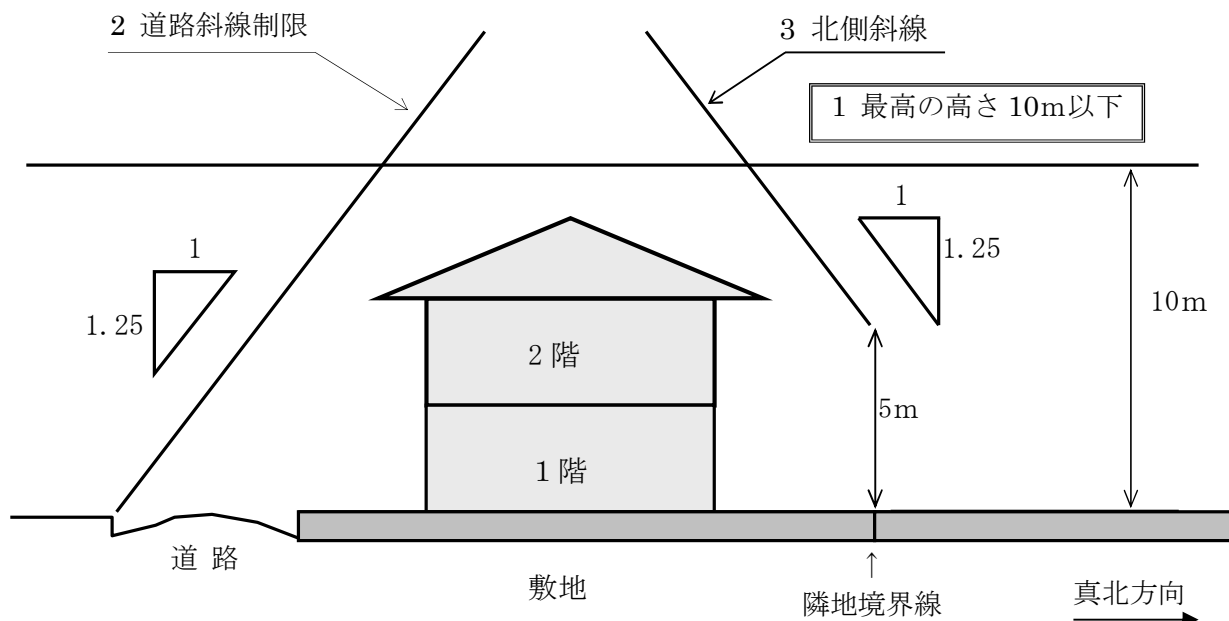 2 道路斜線制限
3 北側斜線
1 最高の高さ 10m以下
1
1.25
1
1.25
10m
2 階
5m
1 階
道 路
敷地
↑
隣地境界線
真北方向